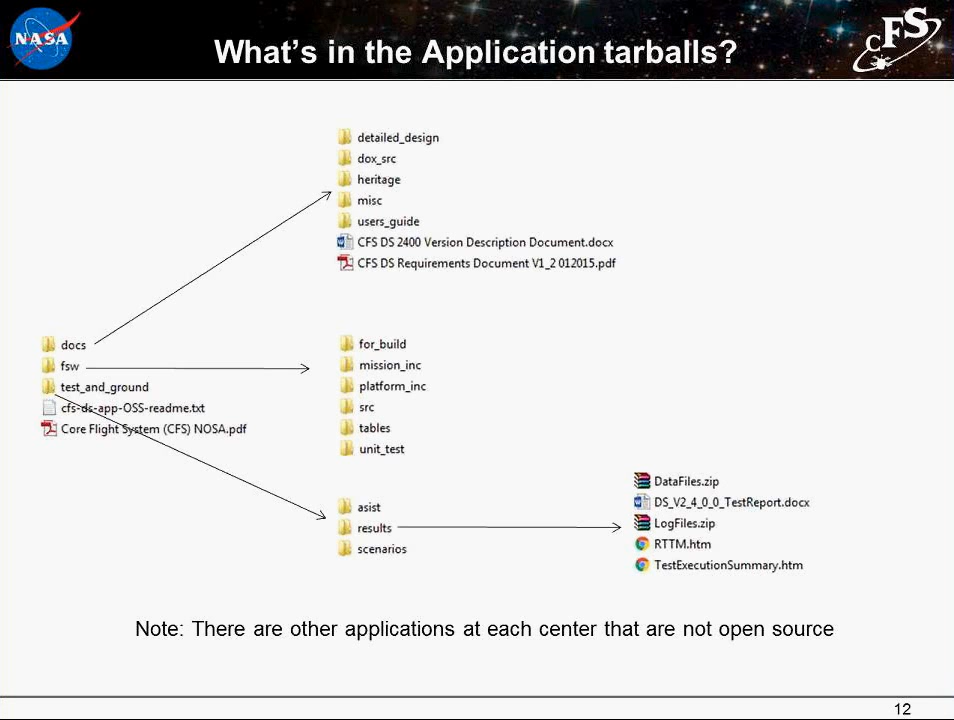 NASA
What's in the Application tarballs?
cFS
detailed_design
dox_src
heritage
misc
users_guide
CFS DS 2400 Version Description Document.docx
CFS DS Requirements Document V1_2 012015.pdf
docs
fsw
test_and_ground
cfs-ds-app-OSS-readme.txt
Core Flight System (CFS) NOSA.pdf
for_build
mission_inc
platform_inc
src
tables
unit_test
asist
results
scenarios
DataFiles.zip
DS_V2_4_0_0_TestReport.docx
LogFiles.zip
RTTM.htm
TestExecutionSummary.htm
Note: There are other applications at each center that are not open source
12